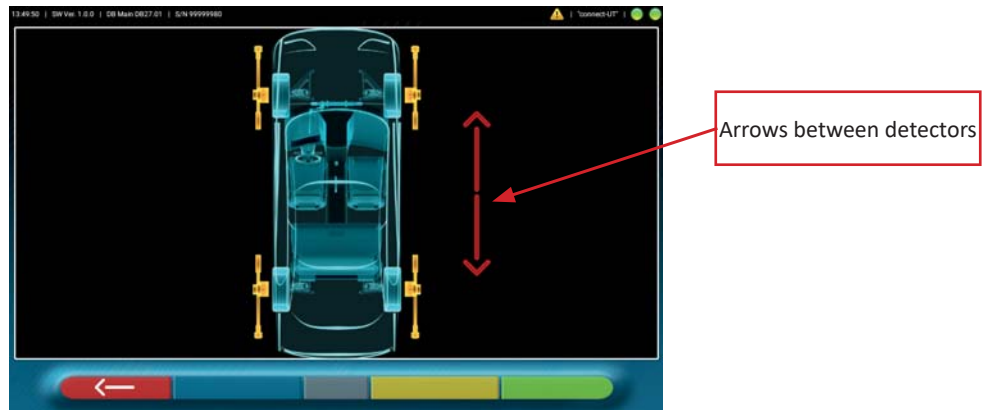 13:49:50 | SW Ver. 1.0.0 | DB Main DB27.01 | S/N 99999980 | "connect-UT" |
Arrows between detectors